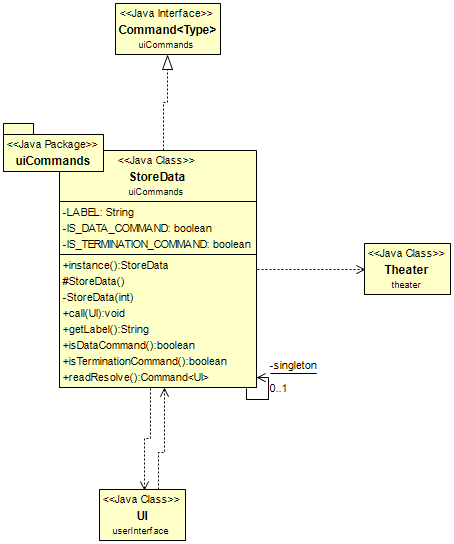 <<Java Interface>>
Command<Type>
uiCommands
<<Java Package>>
uiCommands
<<Java Class>>
StoreData
uiCommands
-LABEL: String
-IS_DATA_COMMAND: boolean
-IS_TERMINATION_COMMAND: boolean
+instance():StoreData
#StoreData()
-StoreData(int)
+call(UI):void
+getLabel():String
+isDataCommand():boolean
+isTerminationCommand():boolean
+readResolve():Command<UI>
<<Java Class>>
Theater
theater
-singleton
0..1
<<Java Class>>
UI
userInterface